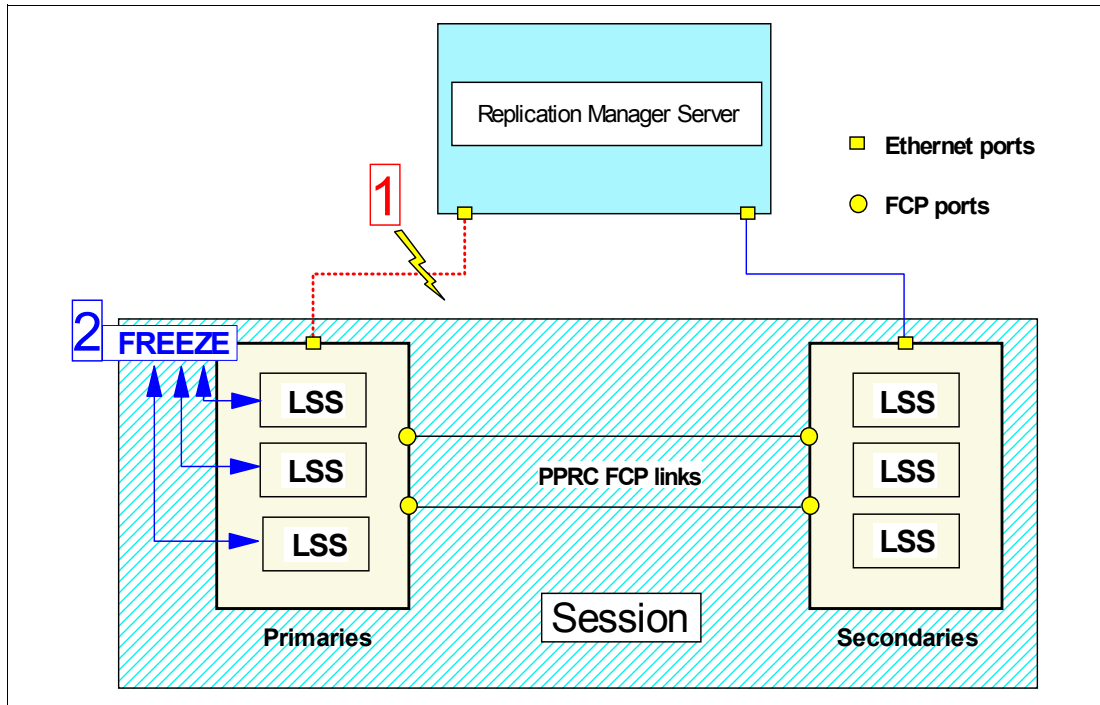 Replication Manager Server
Ethernet ports
FCP ports
1
2
FREEZE
LSS
LSS
LSS
LSS
LSS
LSS
PPRC FCP links
Session
Primaries
Secondaries